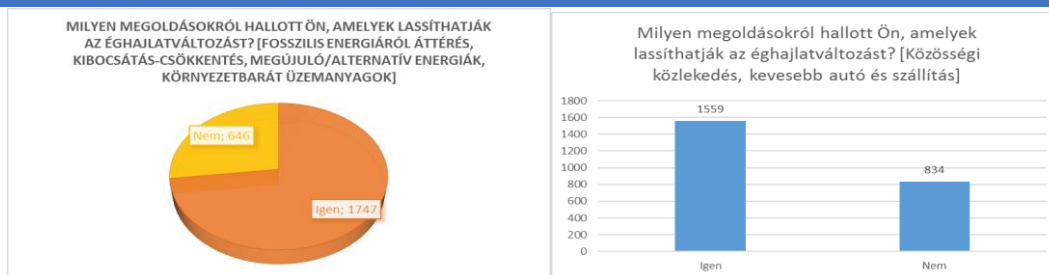 MILYEN MEGOLDÁSOKRÓL HALLOTT ÖN, AMELYEK LASSÍTHATJÁK
AZ ÉGHAJLATVÁLTOZÁST? [FOSSZILIS ENERGIÁRÓL ÁTTÉRÉS,
KIBOCSÁTÁS-CSÖKKENTÉS, MEGÚJULÓ/ALTERNATÍV ENERGIÁK,
KÖRNYEZETBARÁT ÜZEMANYAGOK]
Nem; 646
Igen; 1747
Milyen megoldásokról hallott Ön, amelyek
lassíthatják az éghajlatváltozást? [Közösségi
közlekedés, kevesebb autó és szállítás]
1800
1600
1400
1200
1000
800
600
400
200
0
1559
834
Igen
Nem